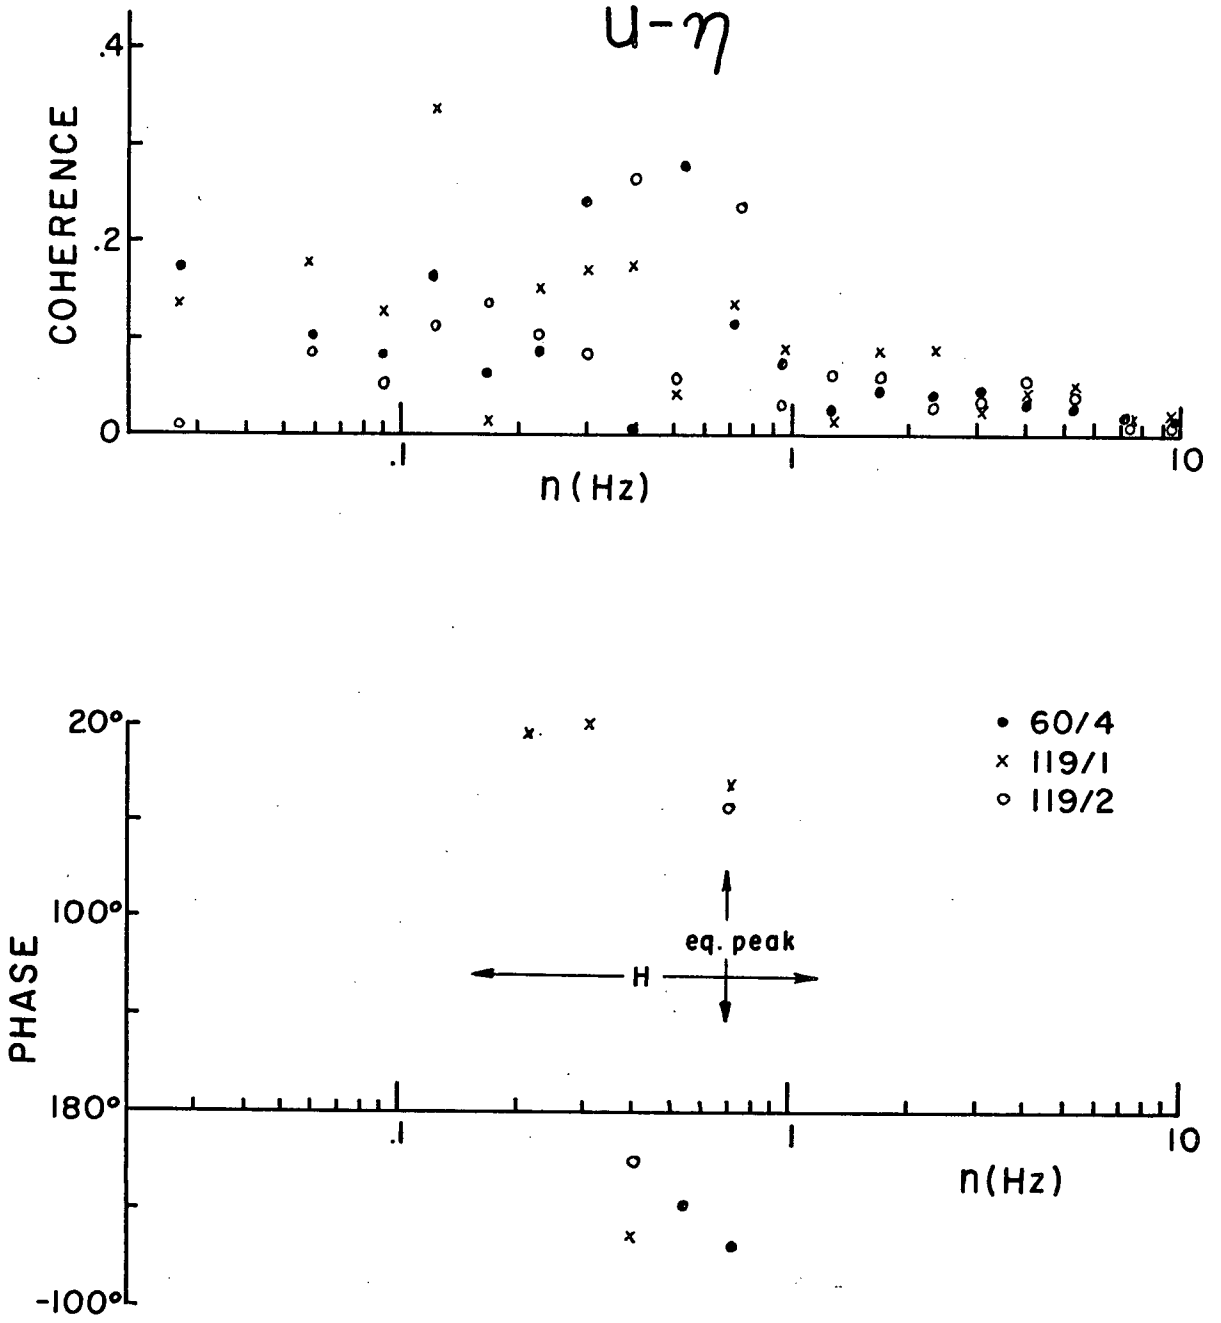 u-η
.4
COHERENCE
.2
0
.1
1
10
n (Hz)
20°
60/4
119/1
119/2
100°
eq. peak
PHASE
H
180°
.1
1
10
n (Hz)
-100°